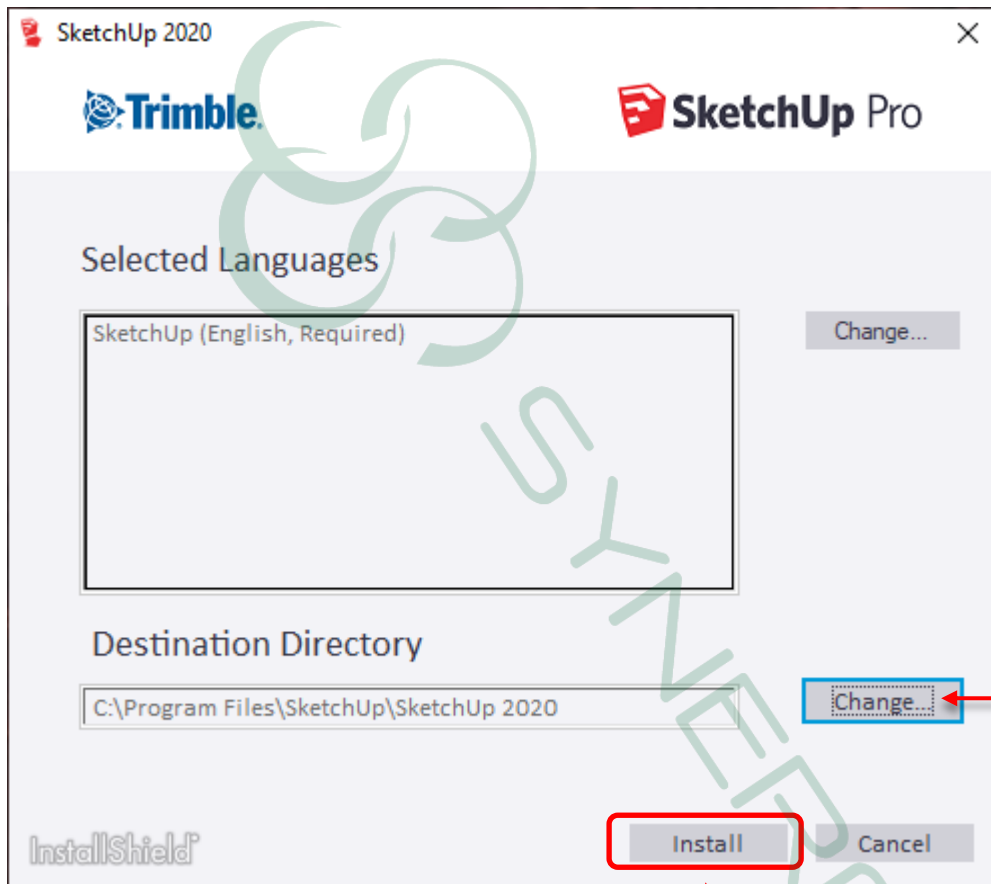 SketchUp 2020
Trimble.
SketchUp Pro
Selected Languages
SketchUp (English, Required)
Change...
Destination Directory
C:\Program Files\SketchUp\SketchUp 2020
Change...
InstallShield
Install
Cancel
SYNER